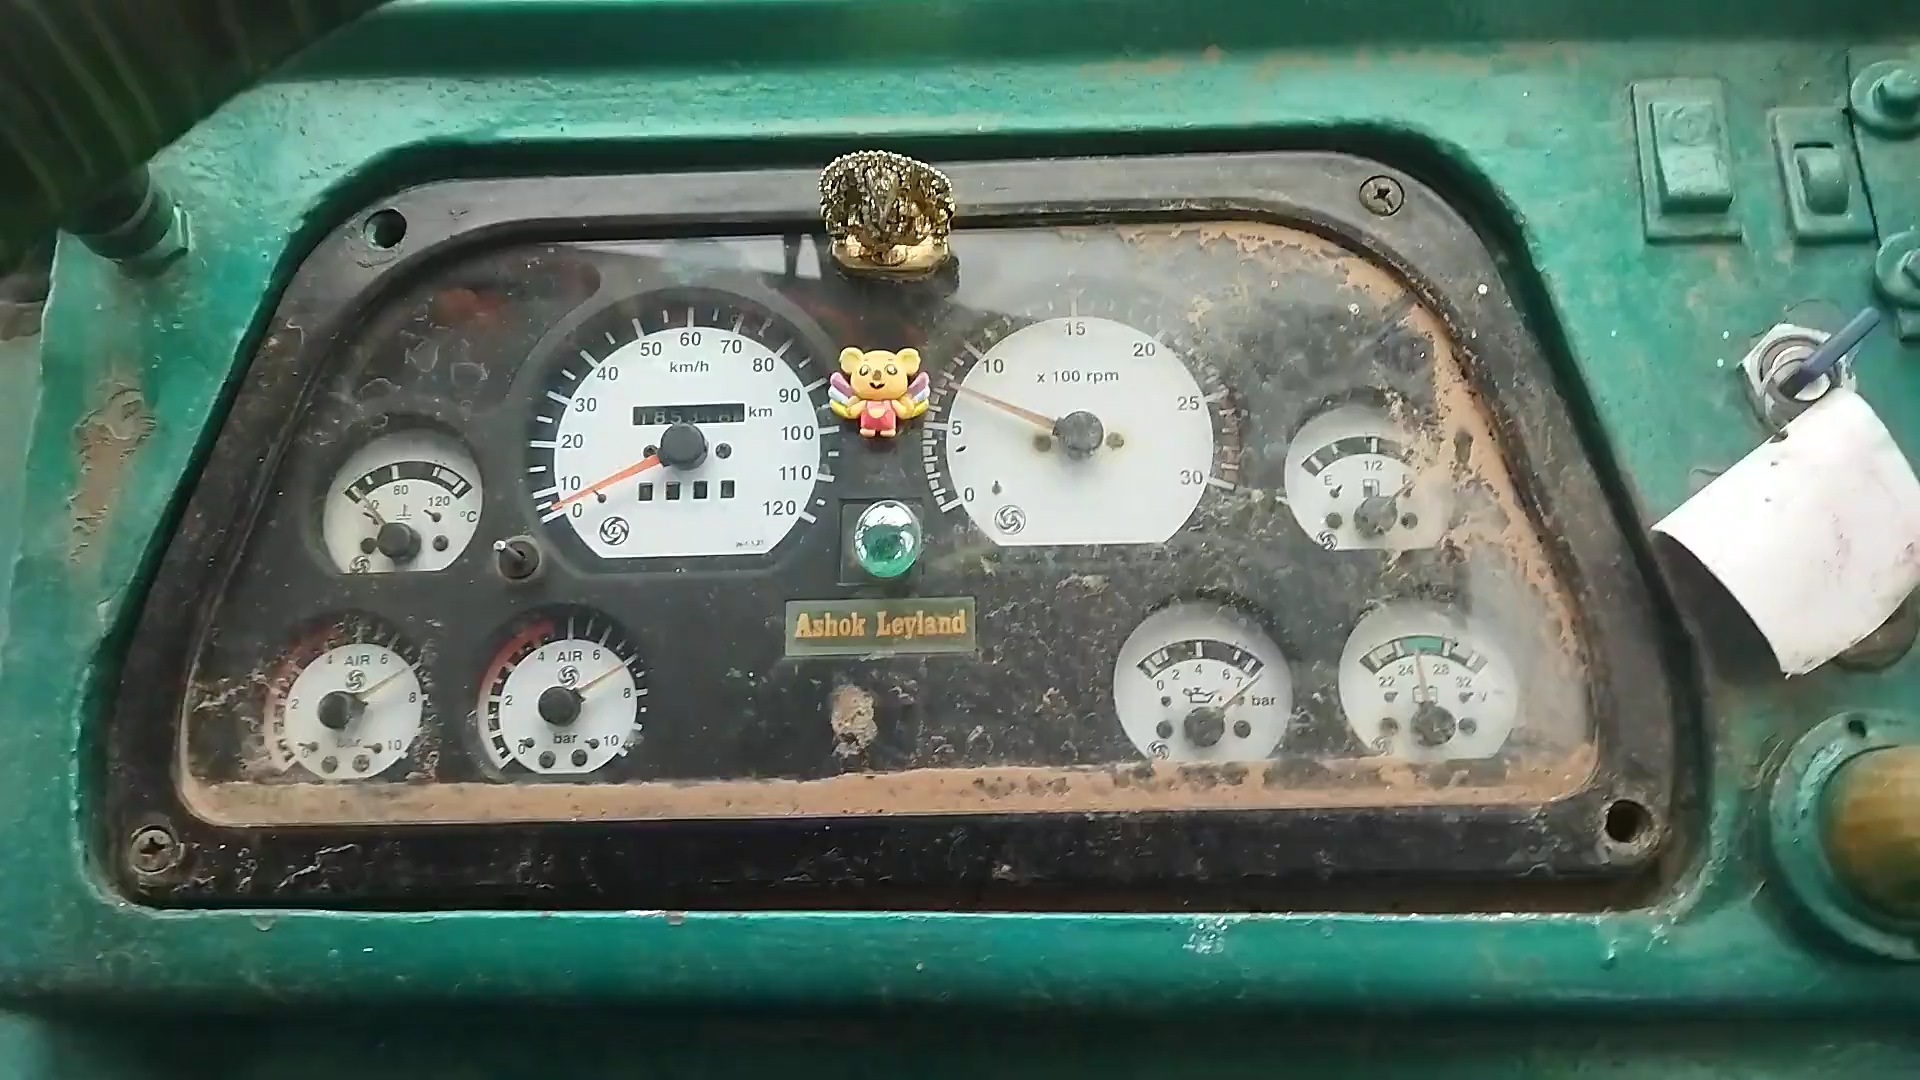 50 60 70
40 km/h 80
30 90
km
20 100
10 110
0 120
15
10 20
x 100 rpm
5 25
0 30
80
120
°C
1/2
E
4 AIR 6
2 8
bar
0 10
4 AIR 6
2 8
bar
0 10
Ashok Leyland
0 2 4 6 7
bar
22 24 28 32
V